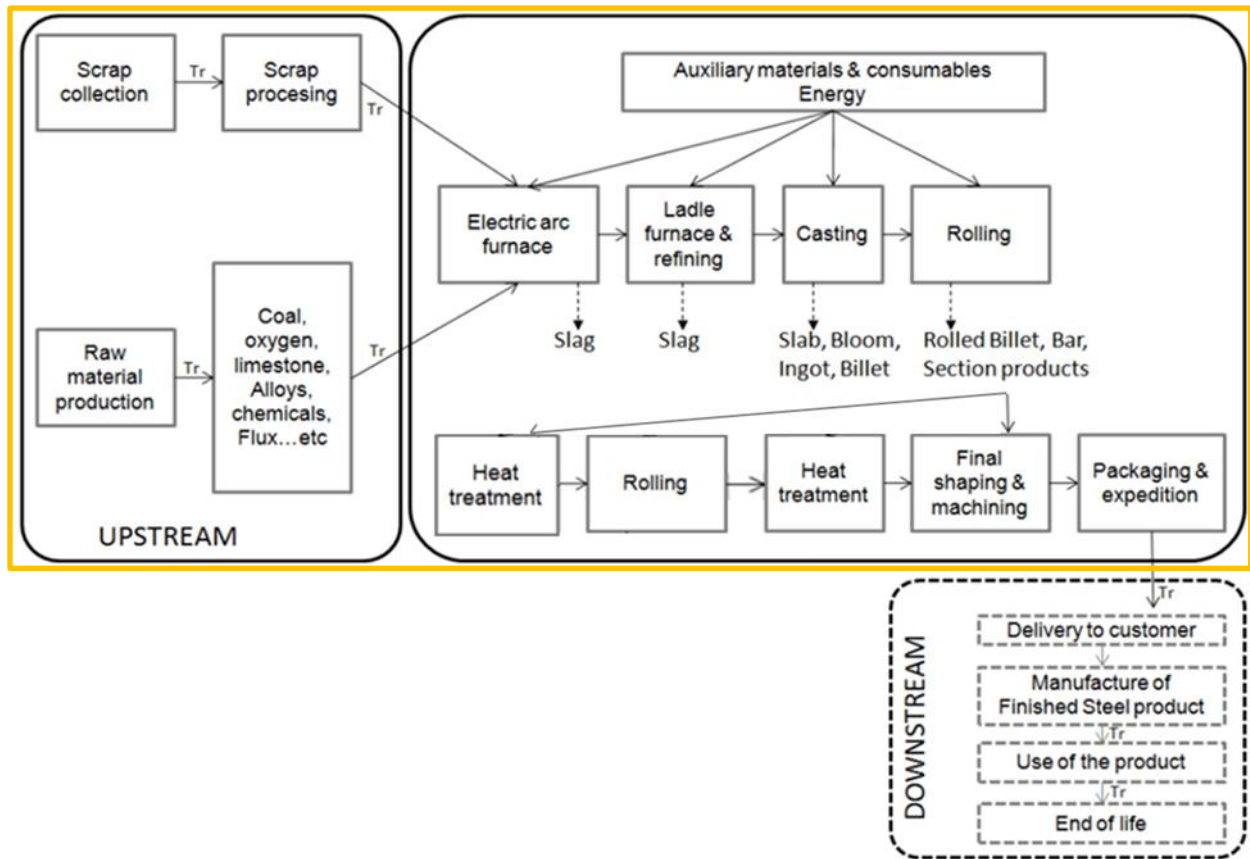 Scrap
collection
Tr
Scrap
procesing
Tr
Auxiliary materials & consumables
Energy
Electric arc
furnace
Ladle
furnace &
refining
Casting
Rolling
Slag
Slag
Slab, Bloom,
Ingot, Billet
Rolled Billet, Bar,
Section products
Raw
material
production
Tr
Coal,
oxygen,
limestone,
Alloys,
chemicals,
Flux...etc
Tr
Heat
treatment
Rolling
Heat
treatment
Final
shaping &
machining
Packaging &
expedition
UPSTREAM
Tr
DOWNSTREAM
Delivery to customer
Manufacture of
Finished Steel product
Tr
Use of the product
Tr
End of life